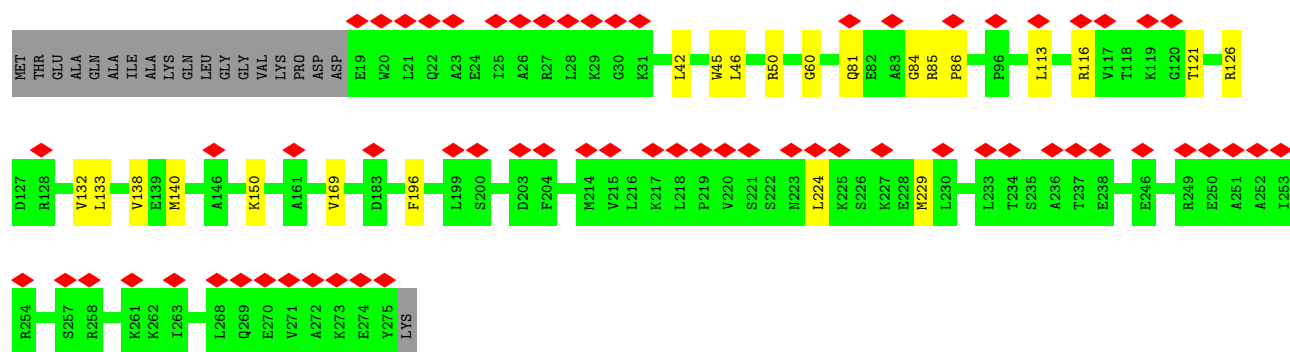 MET THR GLU ALA GLN ALA ILE ALA LYS GLN LEU GLY GLY VAL LYS PRO ASP ASP E19 W20 L21 Q22 A23 E24 I25 A26 R27 L28 K29 G30 K31 L42 W45 L46 R50 G60 Q81 E82 A83 G84 R85 P86 P96 L113 R116 V117 T118 K119 G120 T121 R126
D127 R128 V132 L133 V138 E139 M140 A146 K150 A161 V169 D183 F196 L199 S200 D203 F204 M214 V215 L216 K217 L218 P219 V220 S221 S222 N223 L224 K225 S226 K227 E228 M229 L230 L233 T234 S235 A236 T237 E238 E246 R249 E250 A251 A252 I253
R254 S257 R258 K261 K262 I263 L268 Q269 E270 V271 A272 K273 E274 Y275 LYS